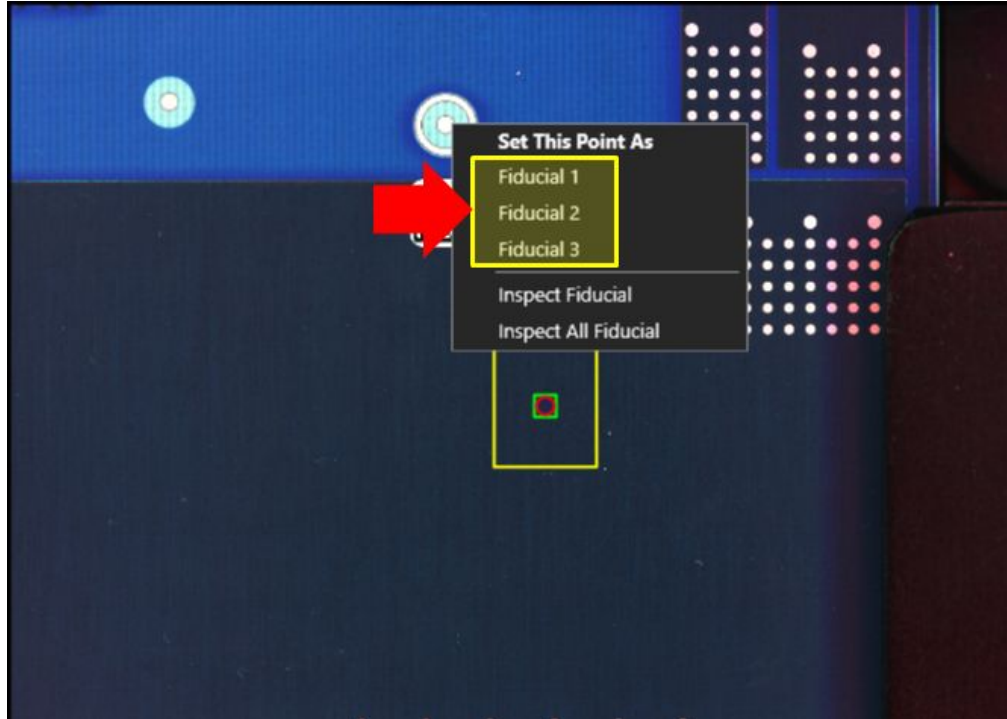 Set This Point As
Fiducial 1
Fiducial 2
Fiducial 3
Inspect Fiducial
Inspect All Fiducial